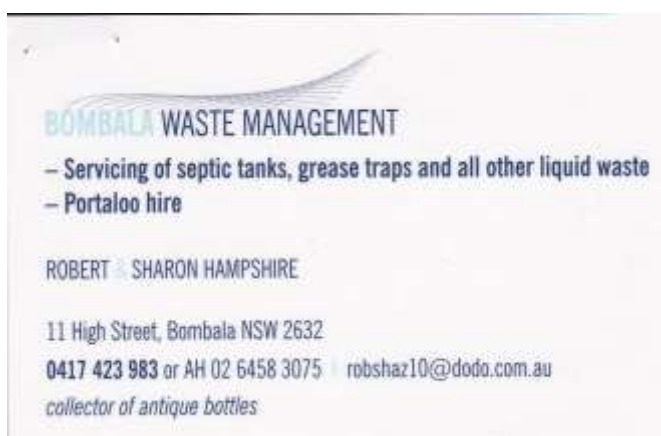 BOMBALA WASTE MANAGEMENT
– Servicing of septic tanks, grease traps and all other liquid waste
– Portaloo hire
ROBERT & SHARON HAMPSHIRE
11 High Street, Bombala NSW 2632
0417 423 983 or AH 02 6458 3075 robshaz10@dodo.com.au
collector of antique bottles